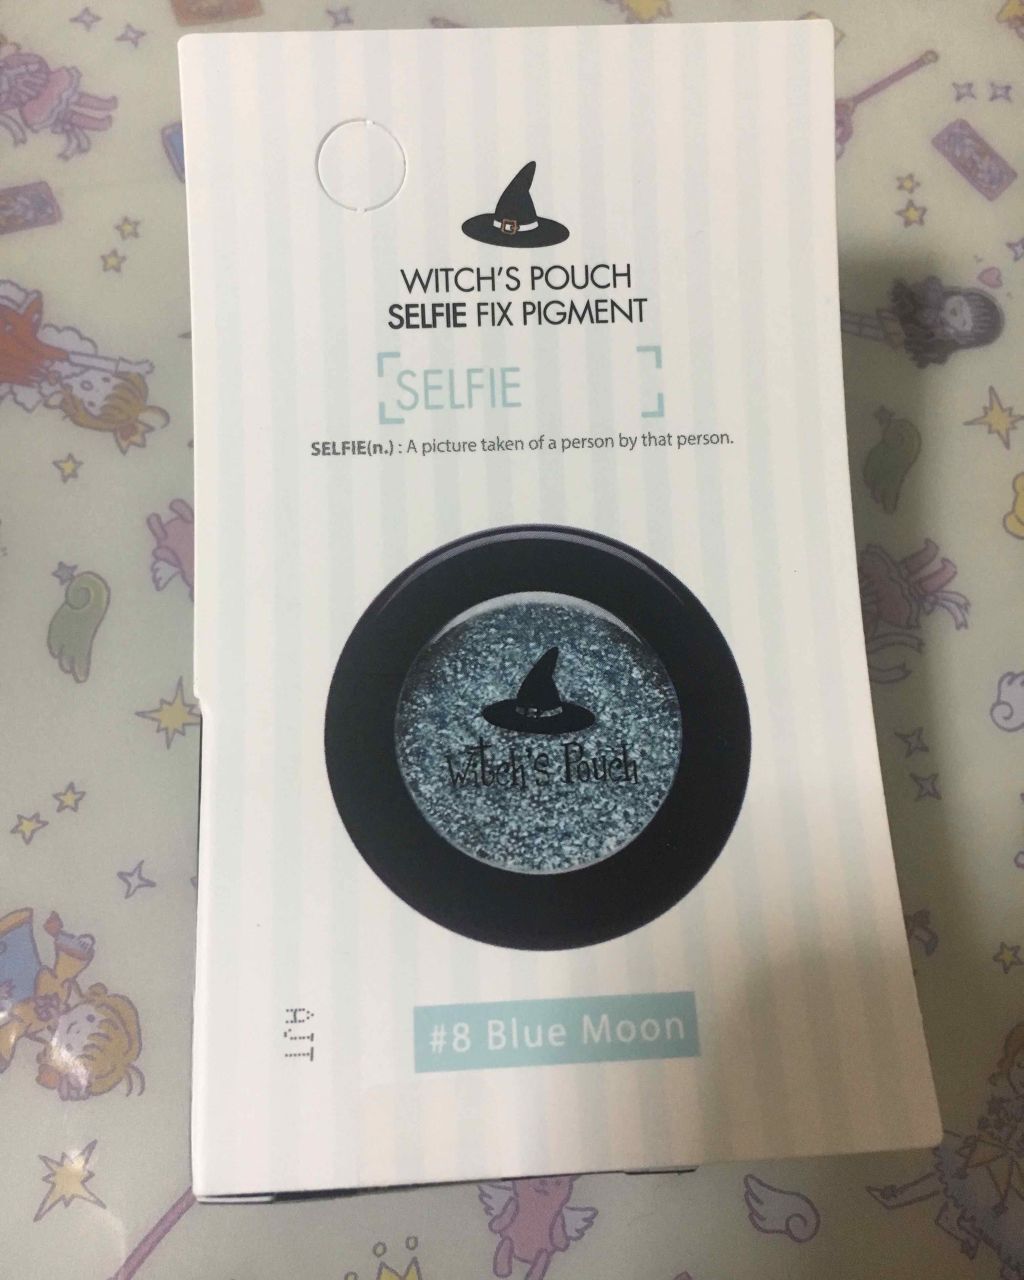 WITCH'S POUCH
SELFIE FIX PIGMENT
SELFIE
SELFIE(n.) : A picture taken of a person by that person.
Witch's Pouch
#8 Blue Moon